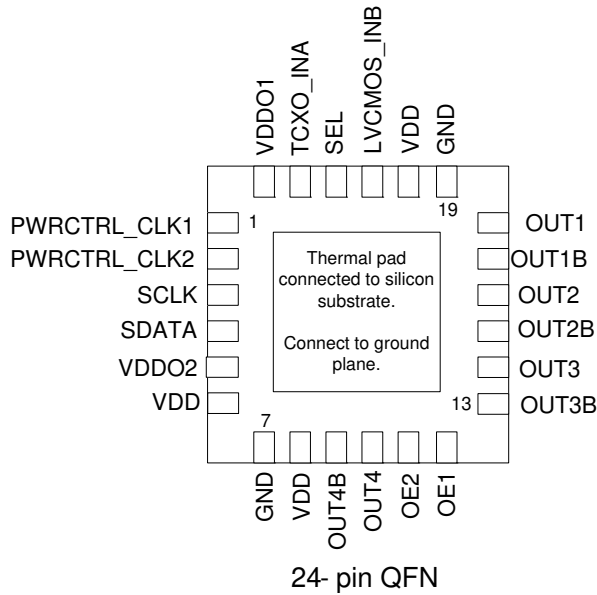 VDDO1
TCXO_INA
SEL
LVCMOS_INB
VDD
GND
19
PWRCTRL_CLK1
1
PWRCTRL_CLK2
SCLK
SDATA
VDDO2
VDD
Thermal pad
connected to silicon
substrate.
Connect to ground
plane.
OUT1
OUT1B
OUT2
OUT2B
OUT3
13
OUT3B
7
GND
VDD
OUT4B
OUT4
OE2
OE1
24- pin QFN